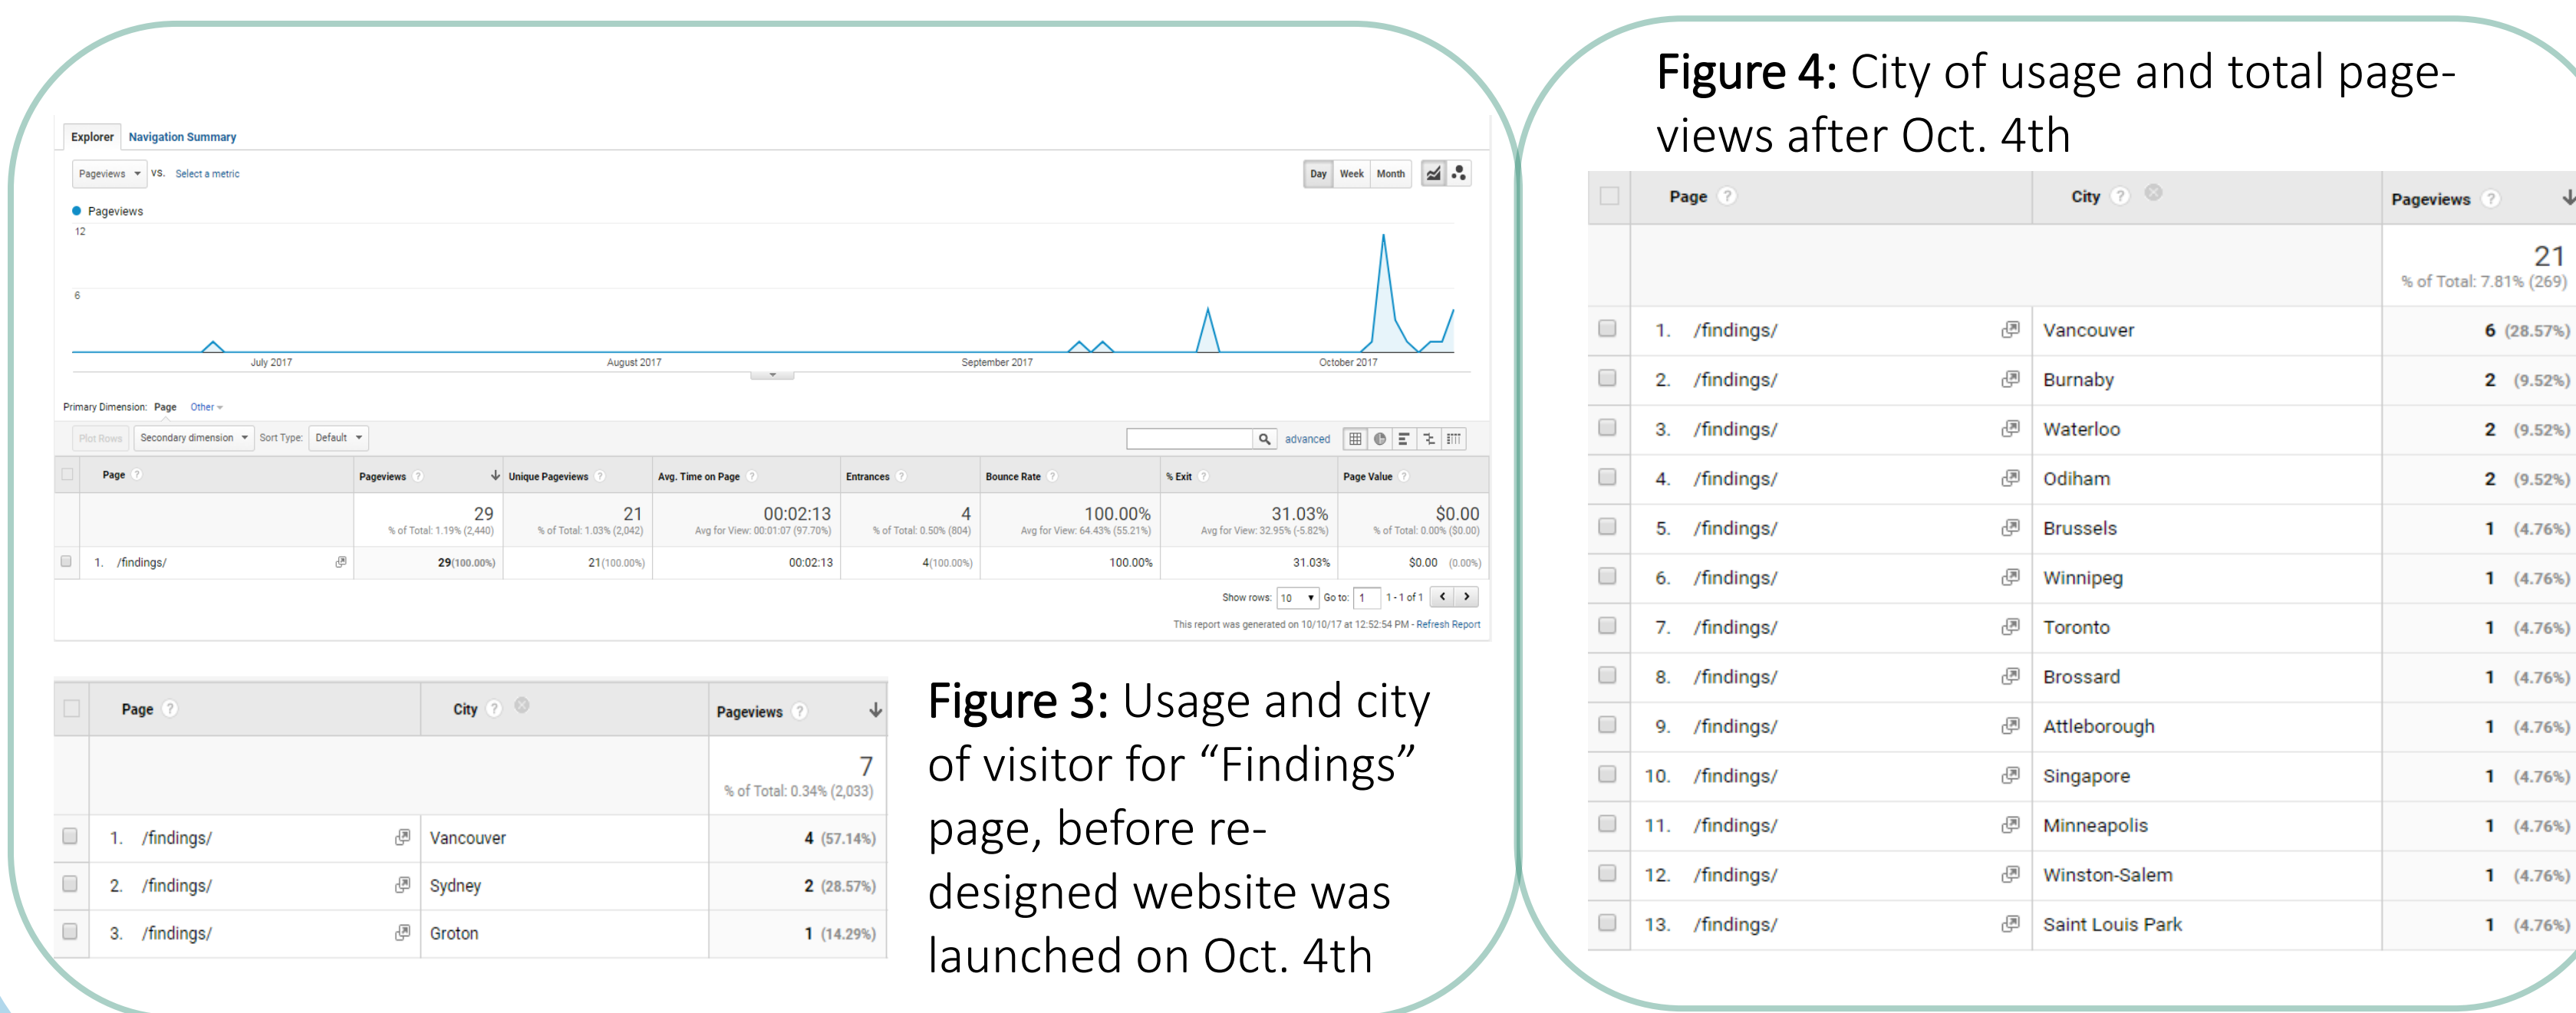 Explorer Navigation Summary
Pageviews VS. Select a metric
Day Week Month
Pageviews
12
6
July 2017 August 2017 September 2017 October 2017
Primary Dimension: Page Other
Plot Rows Secondary dimension Sort Type: Default advanced
Page ? Pageviews ? Unique Pageviews ? Avg. Time on Page ? Entrances ? Bounce Rate ? % Exit ? Page Value ?
29 21 00:02:13 4 100.00% 31.03% $0.00
% of Total: 1.19% (2,440) % of Total: 1.03% (2,042) Avg for View: 00:01:07 (97.70%) % of Total: 0.50% (804) Avg for View: 64.43% (55.21%) Avg for View: 32.95% (-5.82%) % of Total: 0.00% ($0.00)
1. /findings/ 29(100.00%) 21(100.00%) 00:02:13 4(100.00%) 100.00% 31.03% $0.00 (0.00%)
Show rows: 10 Go to: 1 1 - 1 of 1
This report was generated on 10/10/17 at 12:52:54 PM - Refresh Report
Page ? City ? Pageviews ?
7
% of Total: 0.34% (2,033)
1. /findings/ Vancouver 4 (57.14%)
2. /findings/ Sydney 2 (28.57%)
3. /findings/ Groton 1 (14.29%)
Figure 3: Usage and city
of visitor for “Findings”
page, before re-
designed website was
launched on Oct. 4th
Figure 4: City of usage and total page-
views after Oct. 4th
Page ? City ? Pageviews ?
21
% of Total: 7.81% (269)
1. /findings/ Vancouver 6 (28.57%)
2. /findings/ Burnaby 2 (9.52%)
3. /findings/ Waterloo 2 (9.52%)
4. /findings/ Odiham 2 (9.52%)
5. /findings/ Brussels 1 (4.76%)
6. /findings/ Winnipeg 1 (4.76%)
7. /findings/ Toronto 1 (4.76%)
8. /findings/ Brossard 1 (4.76%)
9. /findings/ Attleborough 1 (4.76%)
10. /findings/ Singapore 1 (4.76%)
11. /findings/ Minneapolis 1 (4.76%)
12. /findings/ Winston-Salem 1 (4.76%)
13. /findings/ Saint Louis Park 1 (4.76%)